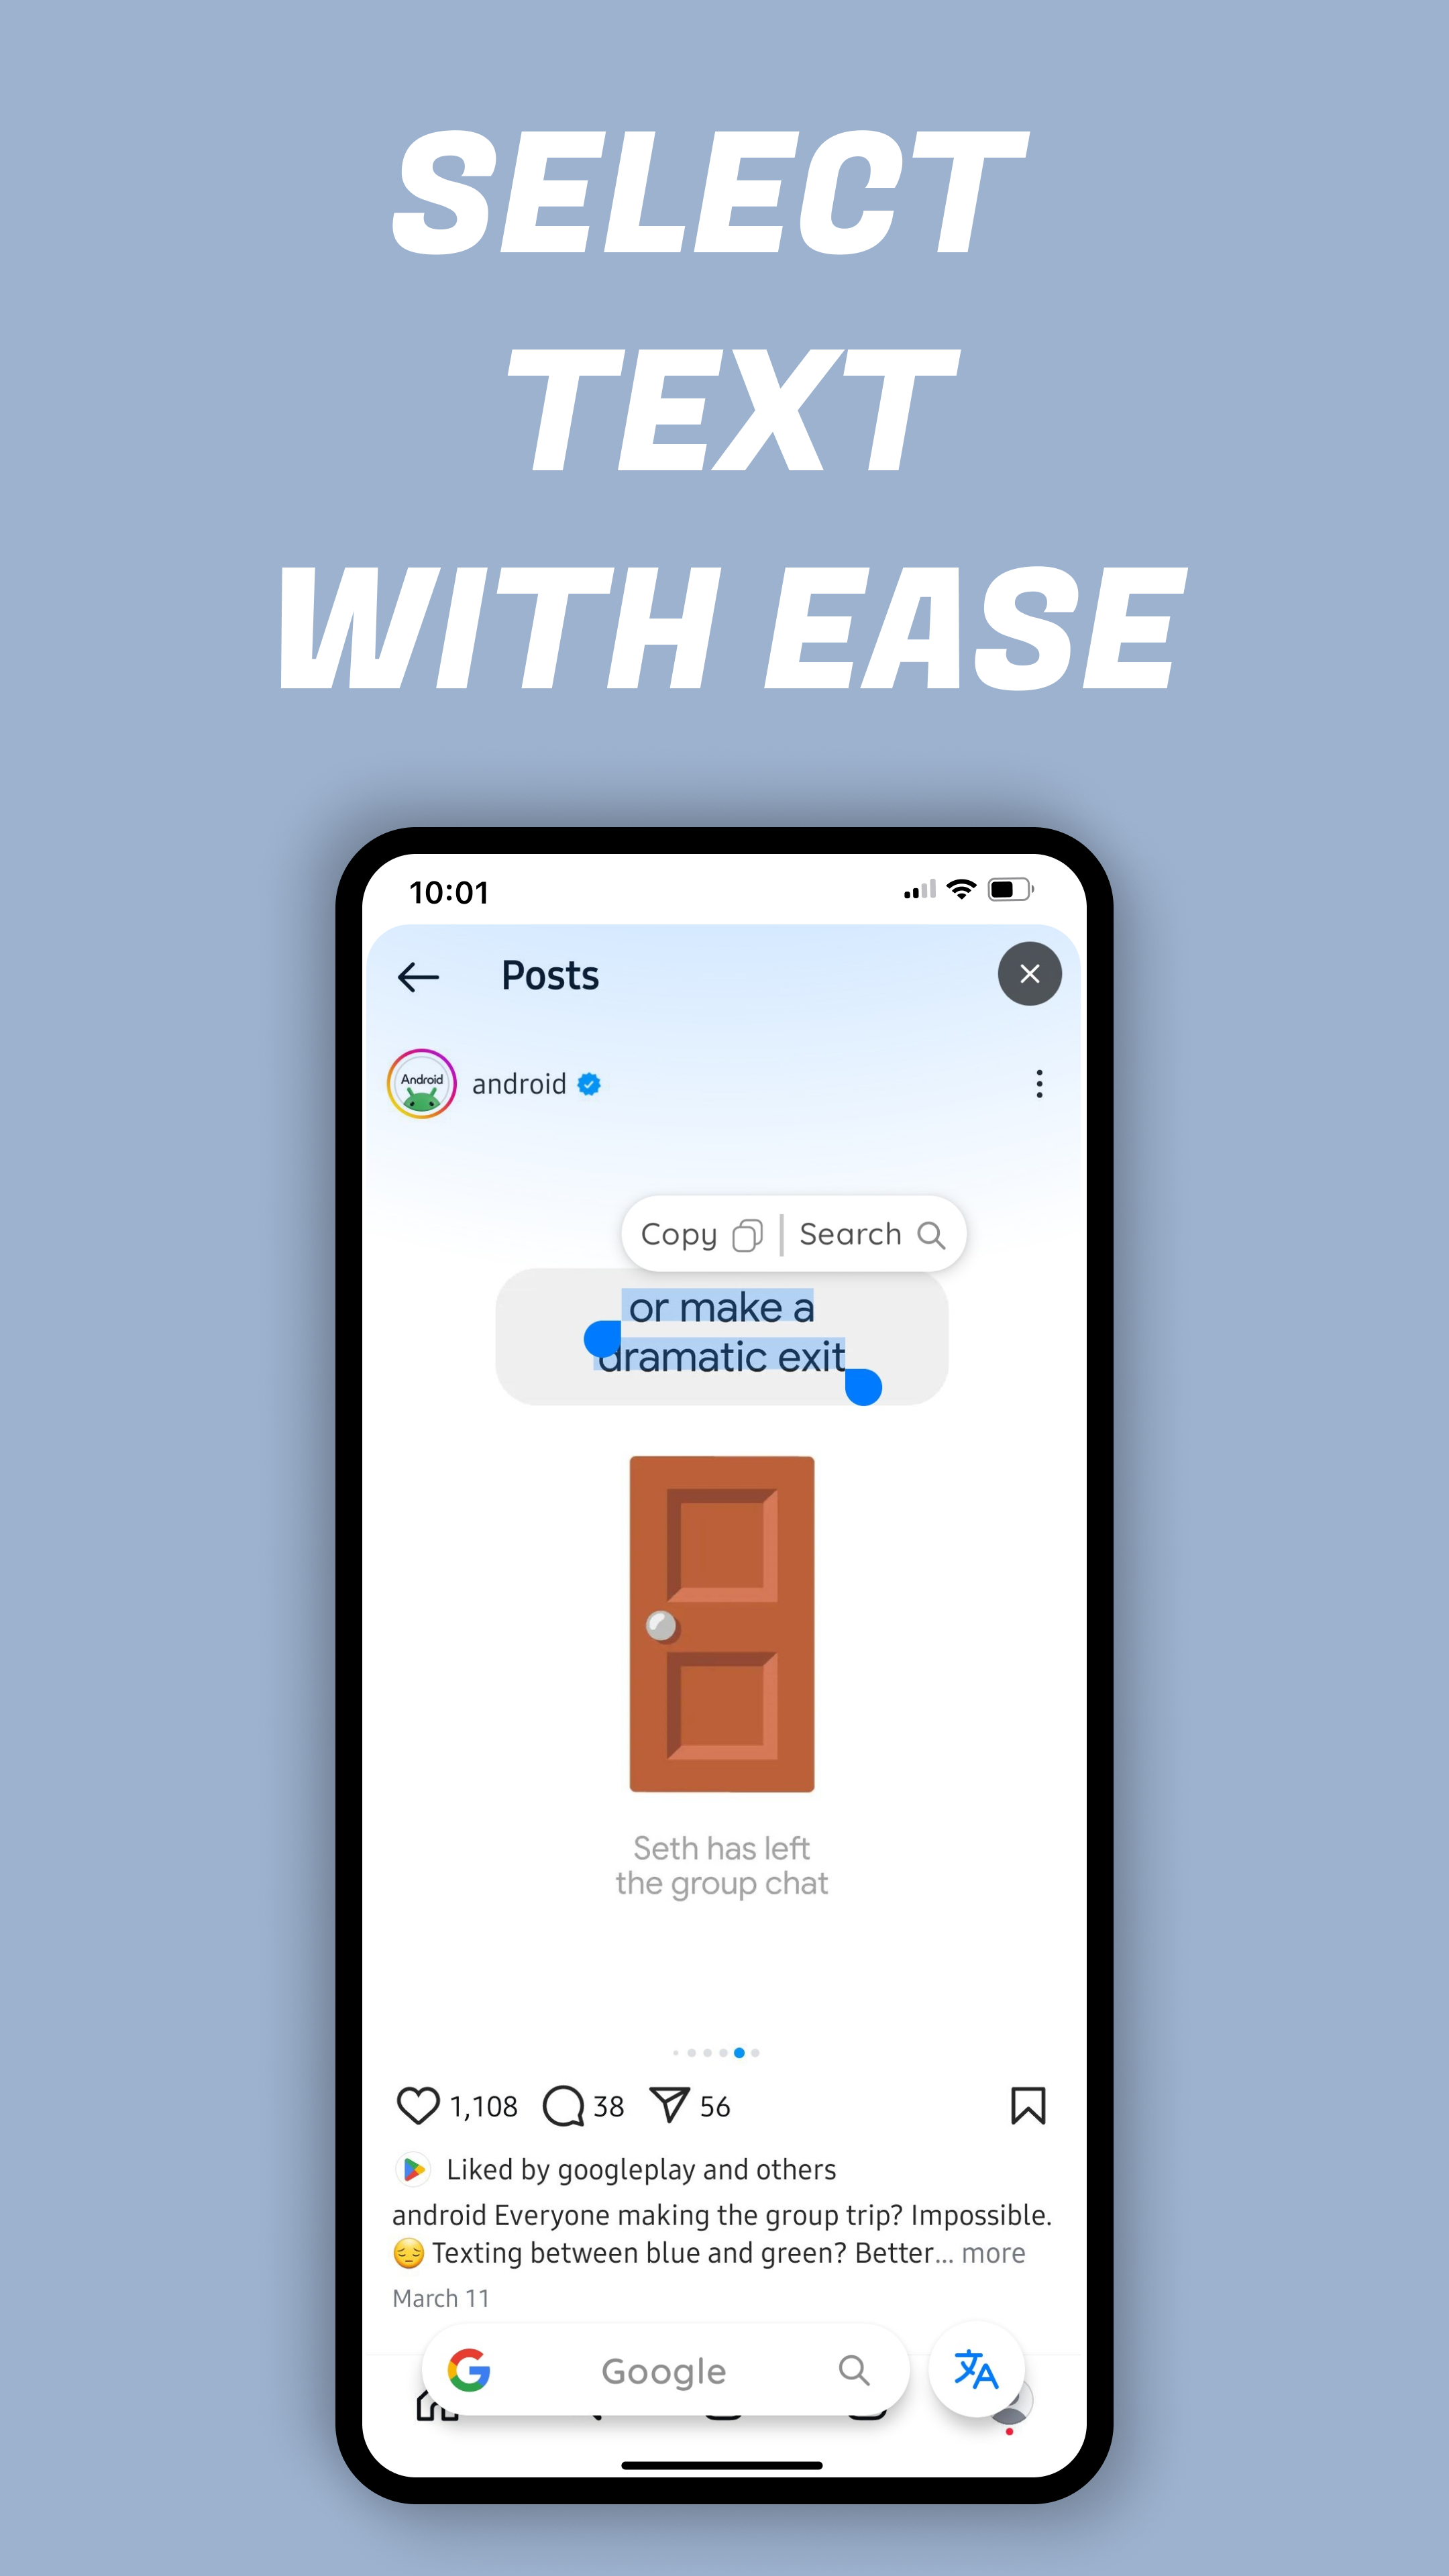 SELECT
TEXT
WITH EASE
10:01
Posts
Android
android
Copy | Search
or make a
dramatic exit
Seth has left
the group chat
1,108 38 56
Liked by googleplay and others
android Everyone making the group trip? Impossible.
😔 Texting between blue and green? Better... more
March 11
G Google 文A